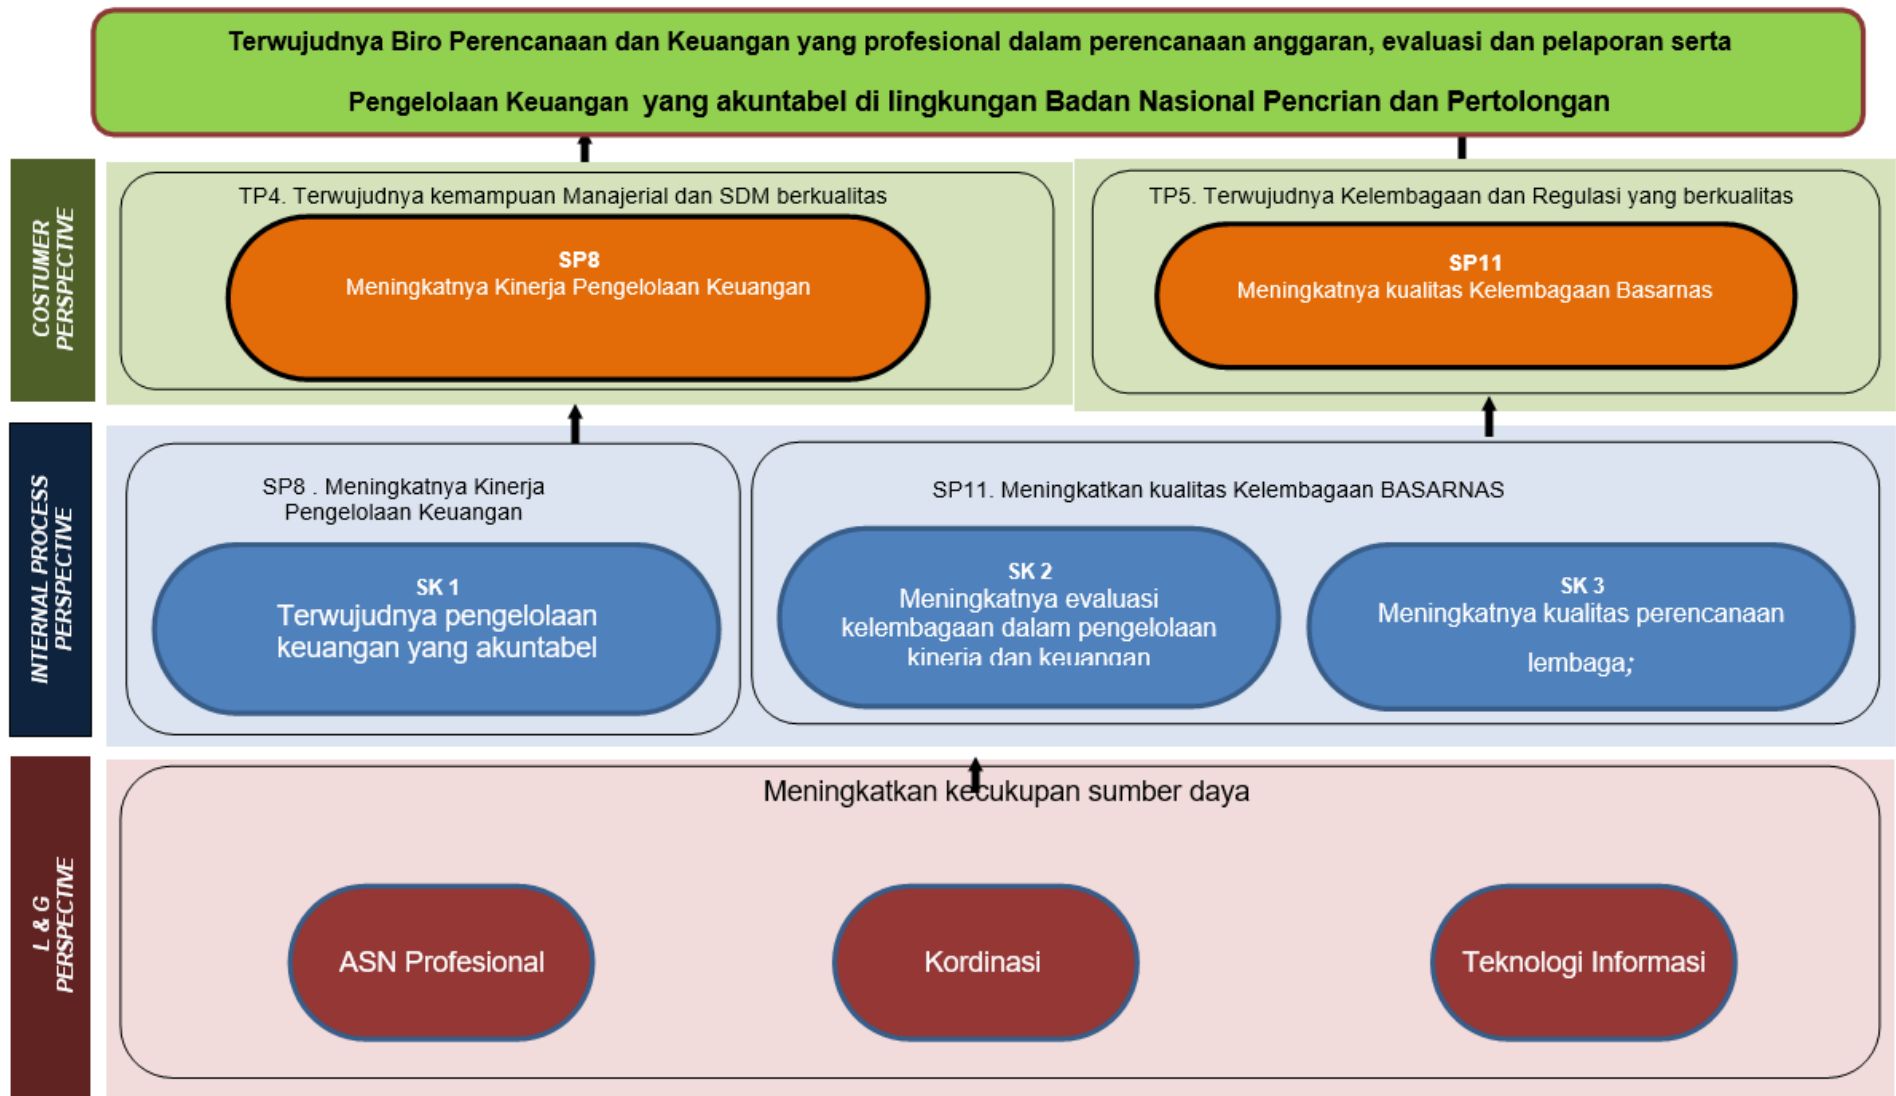 Terwujudnya Biro Perencanaan dan Keuangan yang profesional dalam perencanaan anggaran, evaluasi dan pelaporan serta
Pengelolaan Keuangan yang akuntabel di lingkungan Badan Nasional Pencrian dan Pertolongan
COSTUMER
PERSPECTIVE
TP4. Terwujudnya kemampuan Manajerial dan SDM berkualitas
SP8
Meningkatnya Kinerja Pengelolaan Keuangan
TP5. Terwujudnya Kelembagaan dan Regulasi yang berkualitas
SP11
Meningkatnya kualitas Kelembagaan Basarnas
INTERNAL PROCESS
PERSPECTIVE
SP8 . Meningkatnya Kinerja
Pengelolaan Keuangan
SK 1
Terwujudnya pengelolaan
keuangan yang akuntabel
SP11. Meningkatkan kualitas Kelembagaan BASARNAS
SK 2
Meningkatnya evaluasi
kelembagaan dalam pengelolaan
kinerja dan keuangan
SK 3
Meningkatnya kualitas perencanaan
lembaga;
L & G
PERSPECTIVE
Meningkatkan kecukupan sumber daya
ASN Profesional
Kordinasi
Teknologi Informasi